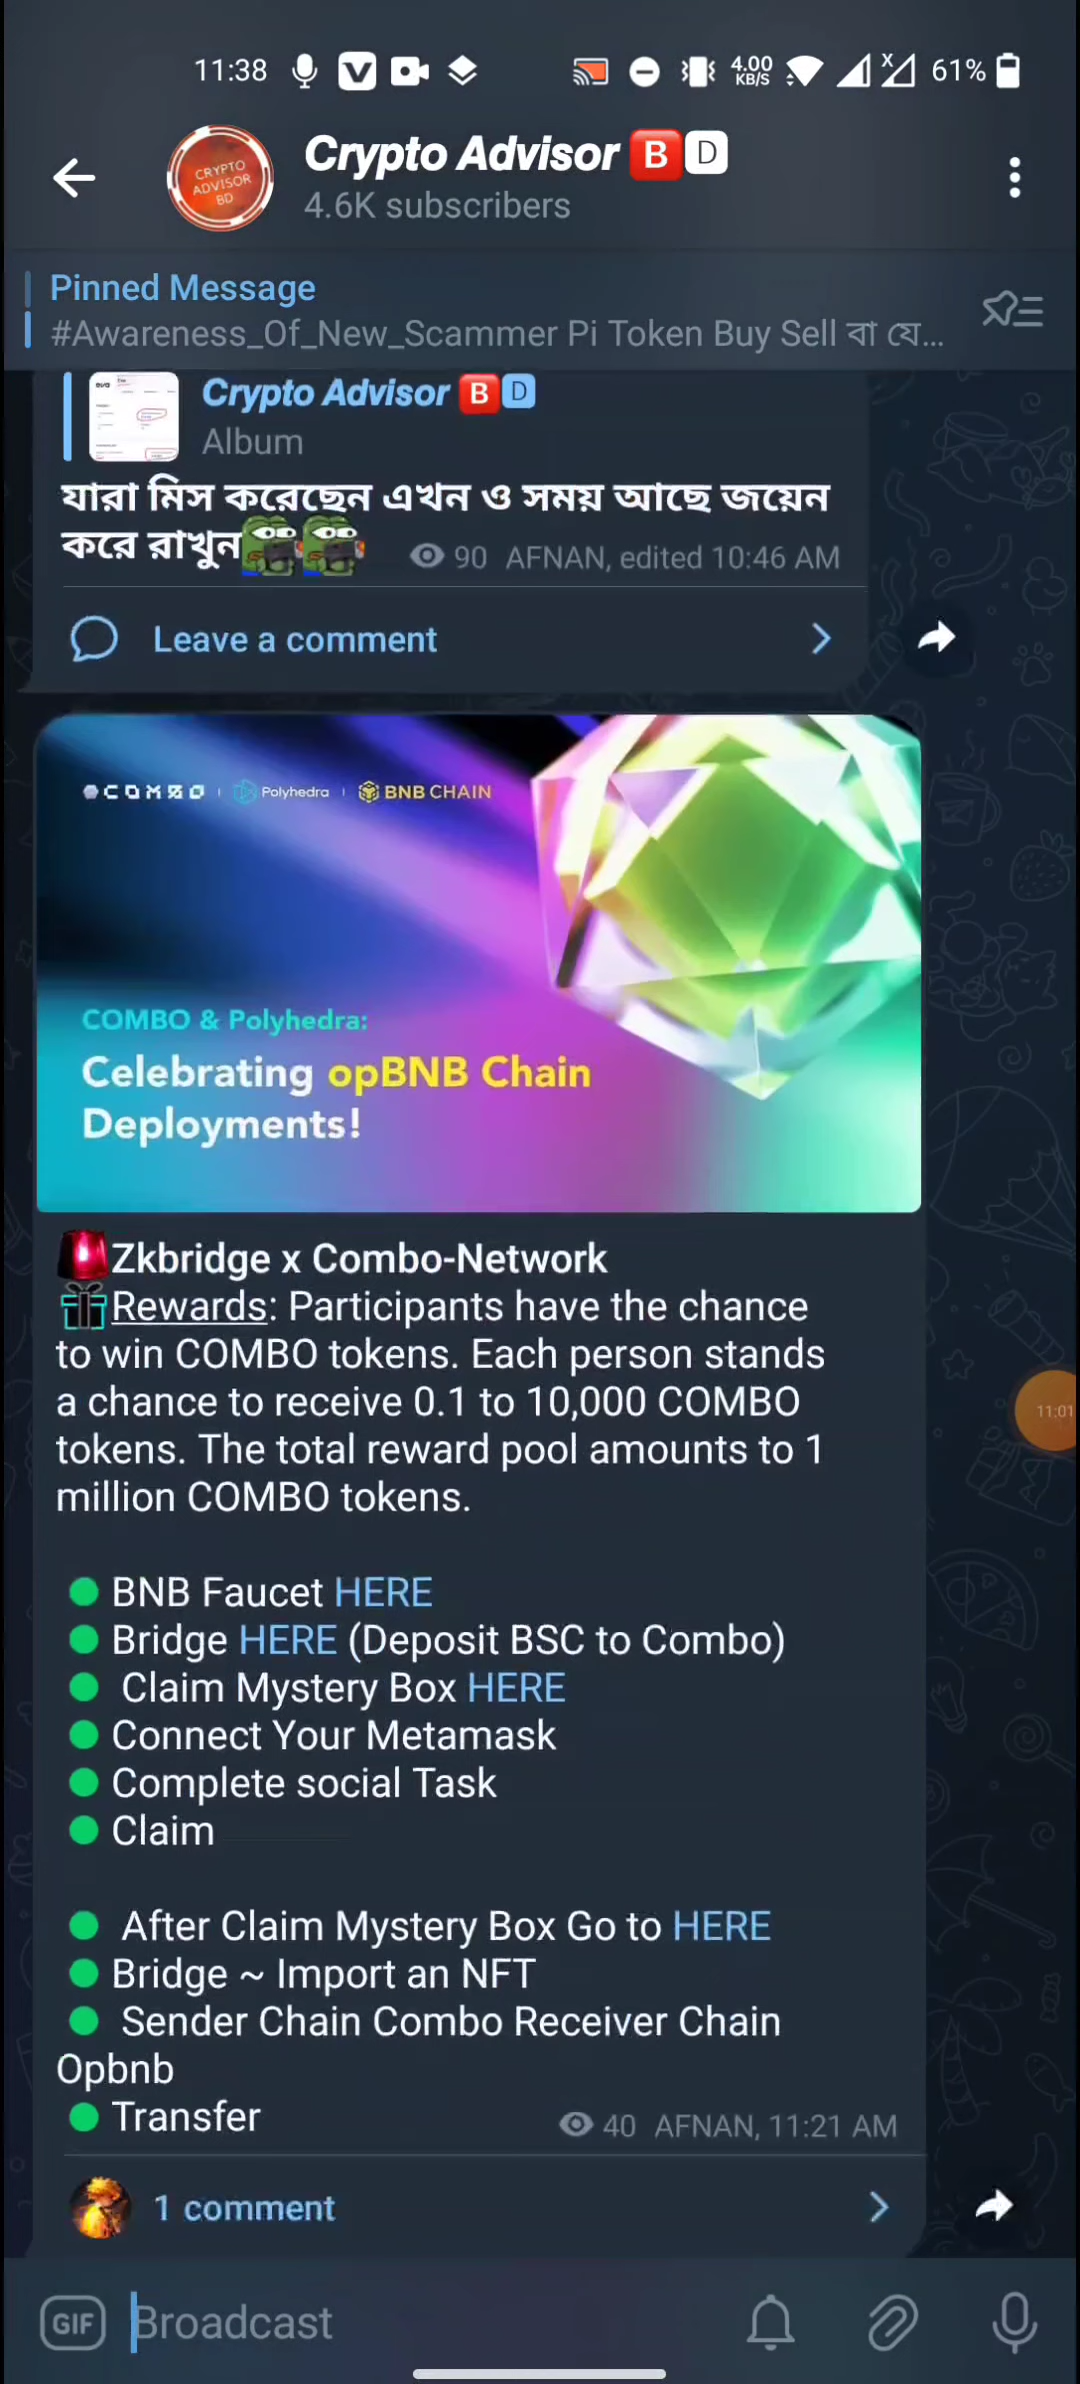 11:38 4.00 KB/S 61%
Crypto Advisor B D
4.6K subscribers
CRYPTO ADVISOR BD
Pinned Message
#Awareness_Of_New_Scammer Pi Token Buy Sell বা যে...
Crypto Advisor B D
Album
যারা মিস করেছেন এখন ও সময় আছে জয়েন
করে রাখুন 90 AFNAN, edited 10:46 AM
Leave a comment
COMBO Polyhedra BNB CHAIN
COMBO & Polyhedra:
Celebrating opBNB Chain
Deployments!
Zkbridge x Combo-Network
Rewards: Participants have the chance
to win COMBO tokens. Each person stands
a chance to receive 0.1 to 10,000 COMBO
tokens. The total reward pool amounts to 1
million COMBO tokens.
BNB Faucet HERE
Bridge HERE (Deposit BSC to Combo)
Claim Mystery Box HERE
Connect Your Metamask
Complete social Task
Claim
After Claim Mystery Box Go to HERE
Bridge ~ Import an NFT
Sender Chain Combo Receiver Chain
Opbnb
Transfer 40 AFNAN, 11:21 AM
1 comment
11:01
GIF Broadcast